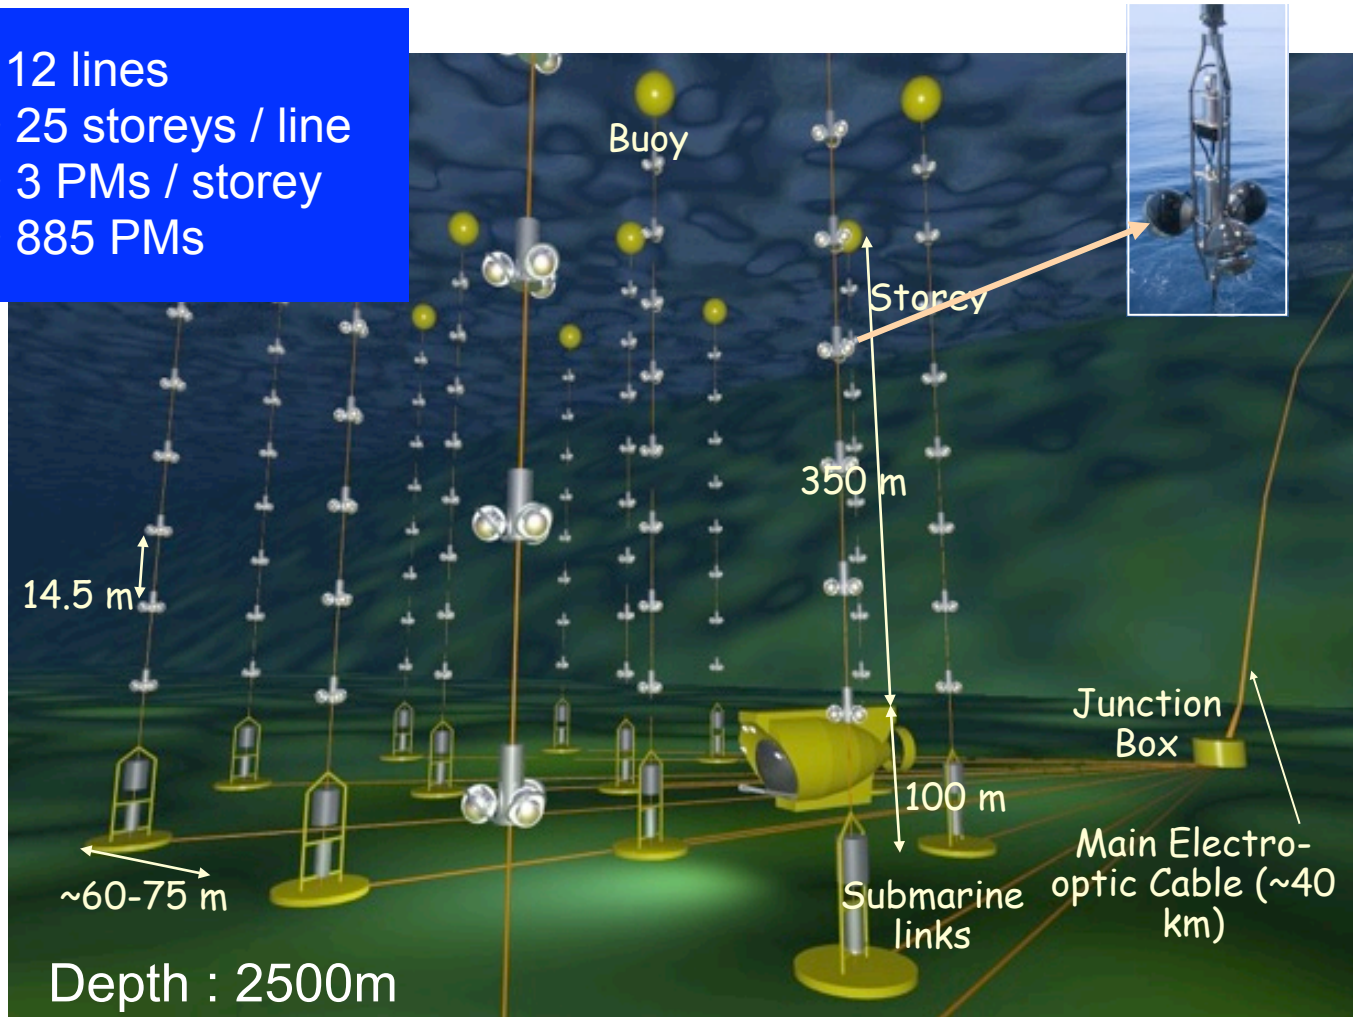 12 lines
25 storeys / line
3 PMs / storey
885 PMs
Buoy
Storey
350 m
14.5 m
Junction
Box
100 m
Main Electro-
optic Cable (~40
km)
~60-75 m
Submarine
links
Depth : 2500m